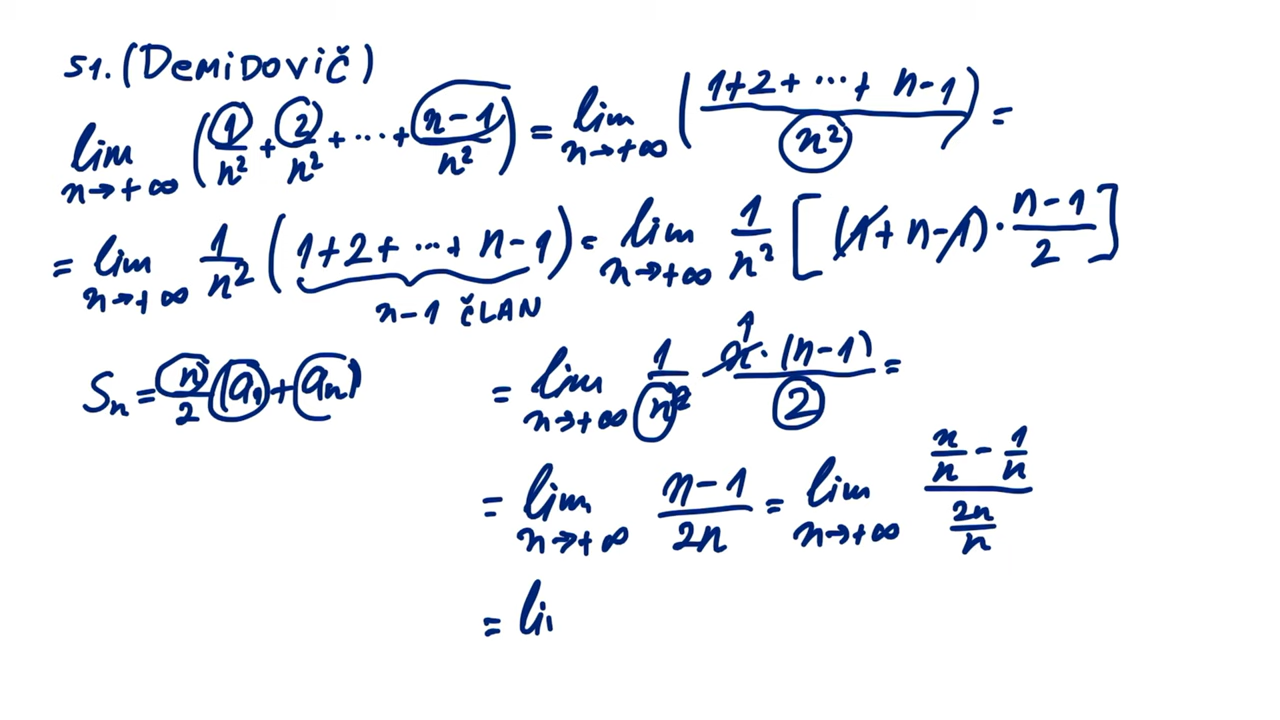 51. (DEMIDOVIČ)
lim n→+∞ (1/n² + 2/n² + ... + n-1/n²) = lim n→+∞ (1+2+ ... + n-1 / n²) =
= lim n→+∞ 1/n² (1+2+ ... + n-1) = lim n→+∞ 1/n² [(1+n-1) · n-1/2]
n-1 ČLAN
Sₙ = n/2 (a₁ + aₙ) = lim n→+∞ 1/n² n · (n-1) / 2 =
1
= lim n→+∞ n-1/2n = lim n→+∞ n/n - 1/n / 2n/n
= li